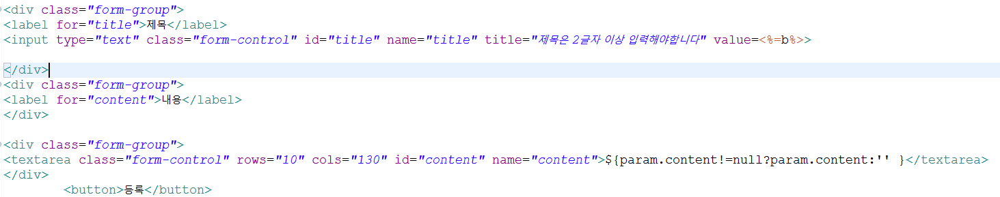 <div class="form-group">
<label for="title">제목</label>
<input type="text" class="form-control" id="title" name="title" title="제목은 2글자 이상 입력해야합니다" value=<%=b%>>
</div>
<div class="form-group">
<label for="content">내용</label>
</div>
<div class="form-group">
<textarea class="form-control" rows="10" cols="130" id="content" name="content">${param.content!=null?param.content:'' }</textarea>
</div>
<button>등록</button>